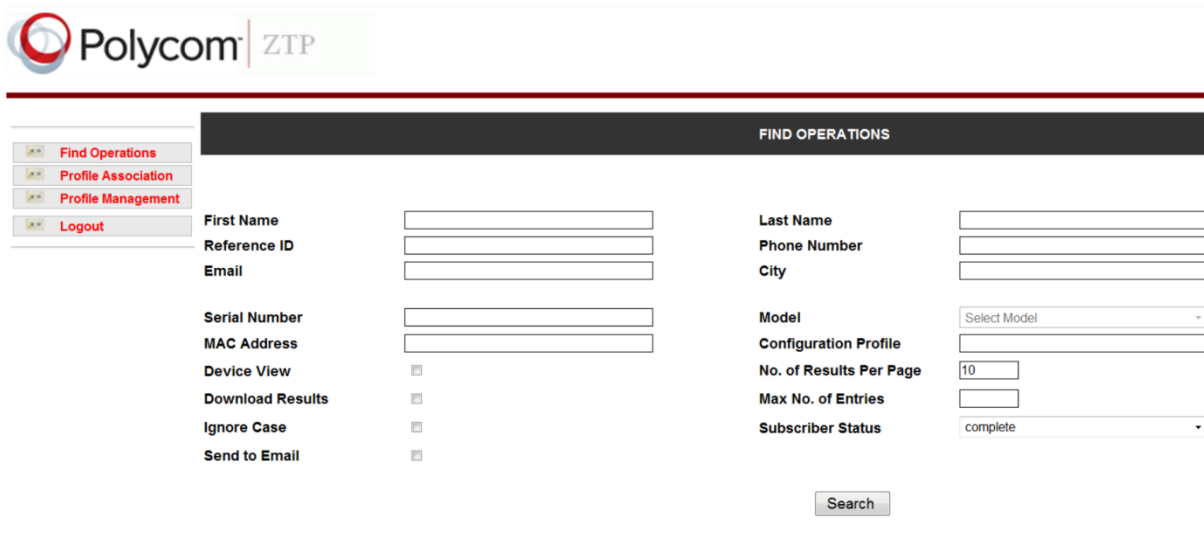 Polycom ZTP
FIND OPERATIONS
Find Operations
Profile Association
Profile Management
Logout
First Name Last Name
Reference ID Phone Number
Email City
Serial Number Model Select Model
MAC Address Configuration Profile
Device View No. of Results Per Page 10
Download Results Max No. of Entries
Ignore Case Subscriber Status complete
Send to Email
Search